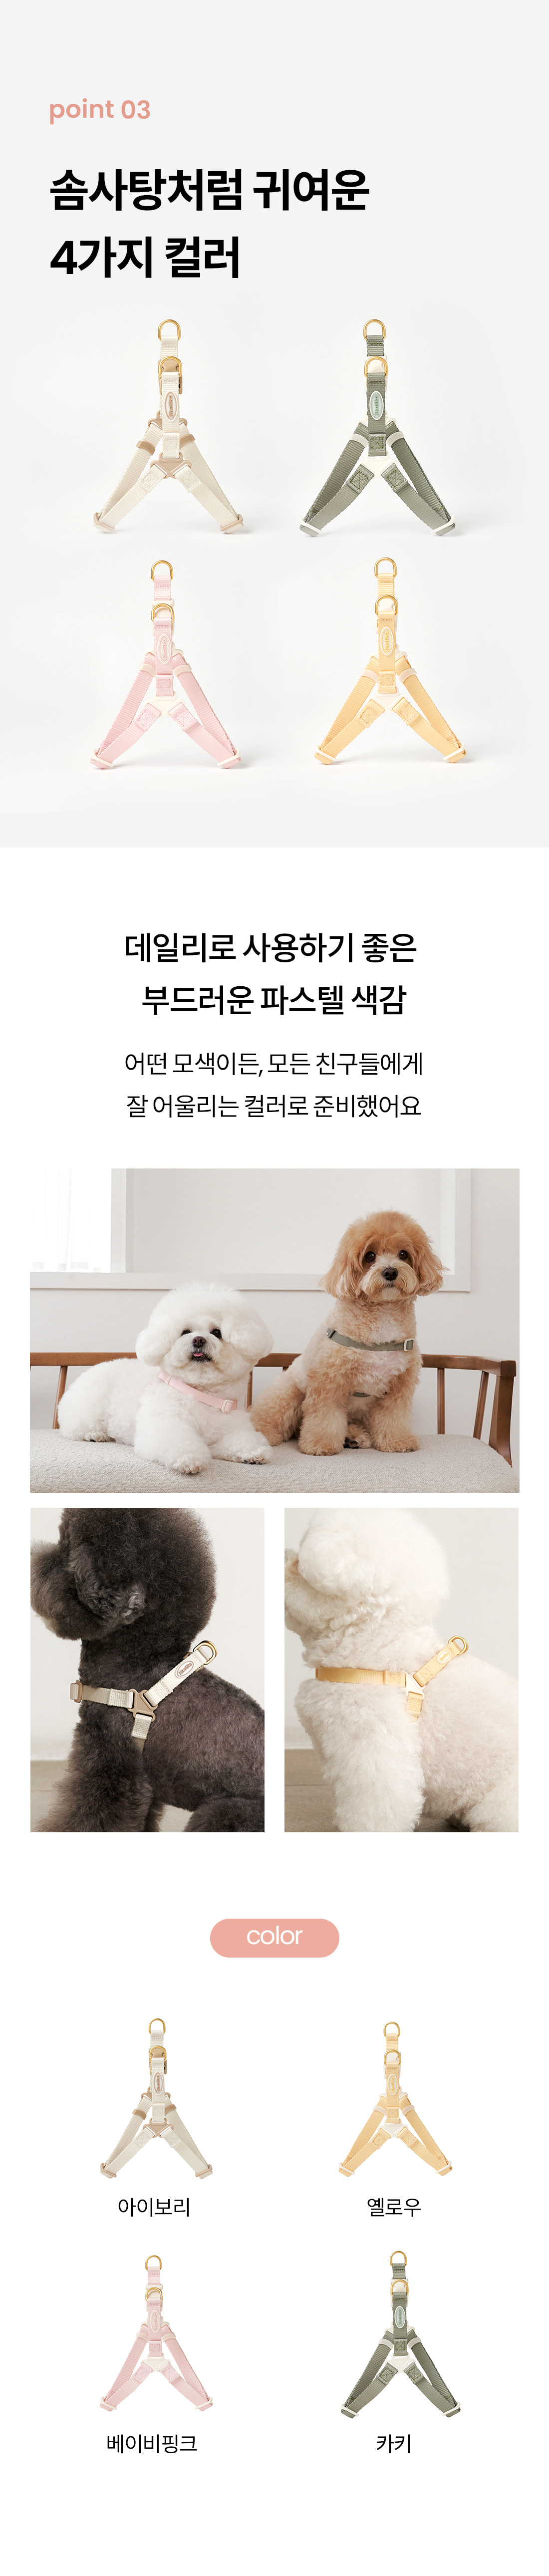 point 03
솜사탕처럼 귀여운
4가지 컬러
데일리로 사용하기 좋은
부드러운 파스텔 색감
어떤 모색이든, 모든 친구들에게
잘 어울리는 컬러로 준비했어요
color
아이보리
옐로우
베이비핑크
카키